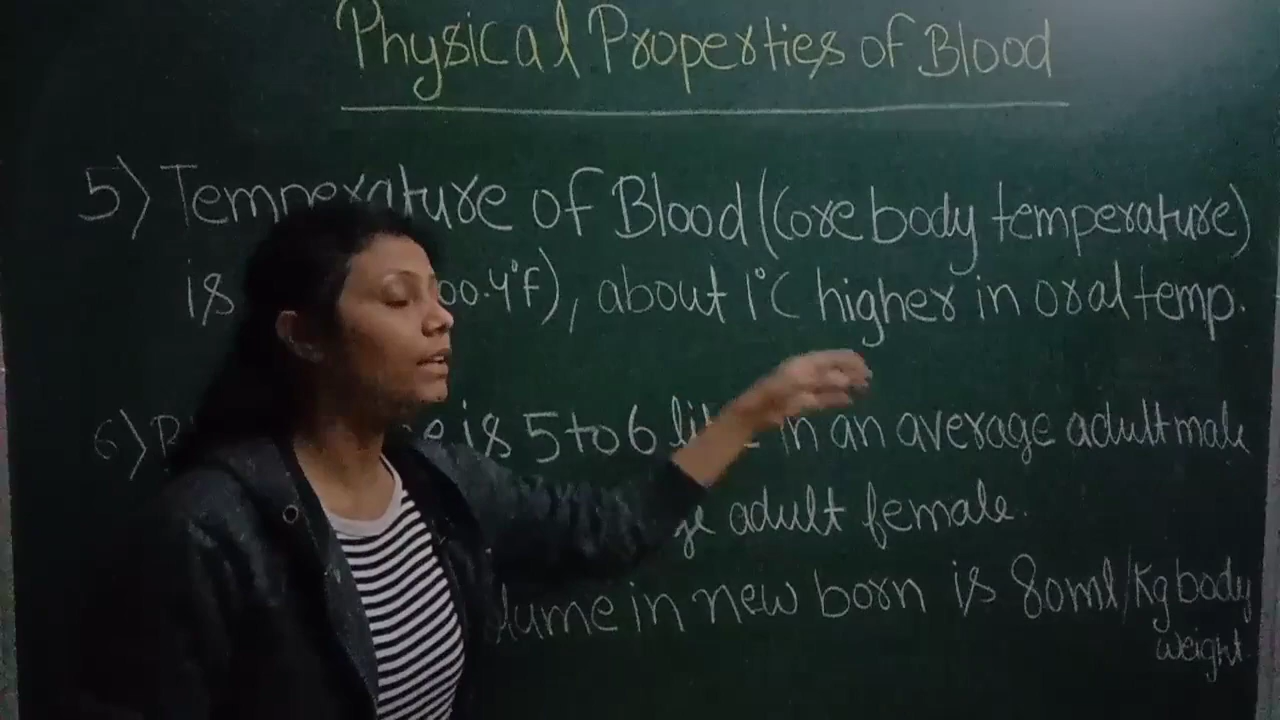 Physical Properties of Blood
5) Temperature of Blood (Core body temperature)
is 00.4°F), about 1°C higher in oral temp.
6) B e is 5 to 6 in an average adult male
adult female.
lume in new born is 80ml/Kg body
weight.